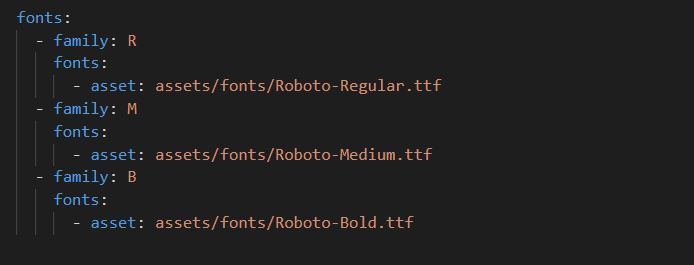 fonts:
  - family: R
    fonts:
      - asset: assets/fonts/Roboto-Regular.ttf
  - family: M
    fonts:
      - asset: assets/fonts/Roboto-Medium.ttf
  - family: B
    fonts:
      - asset: assets/fonts/Roboto-Bold.ttf